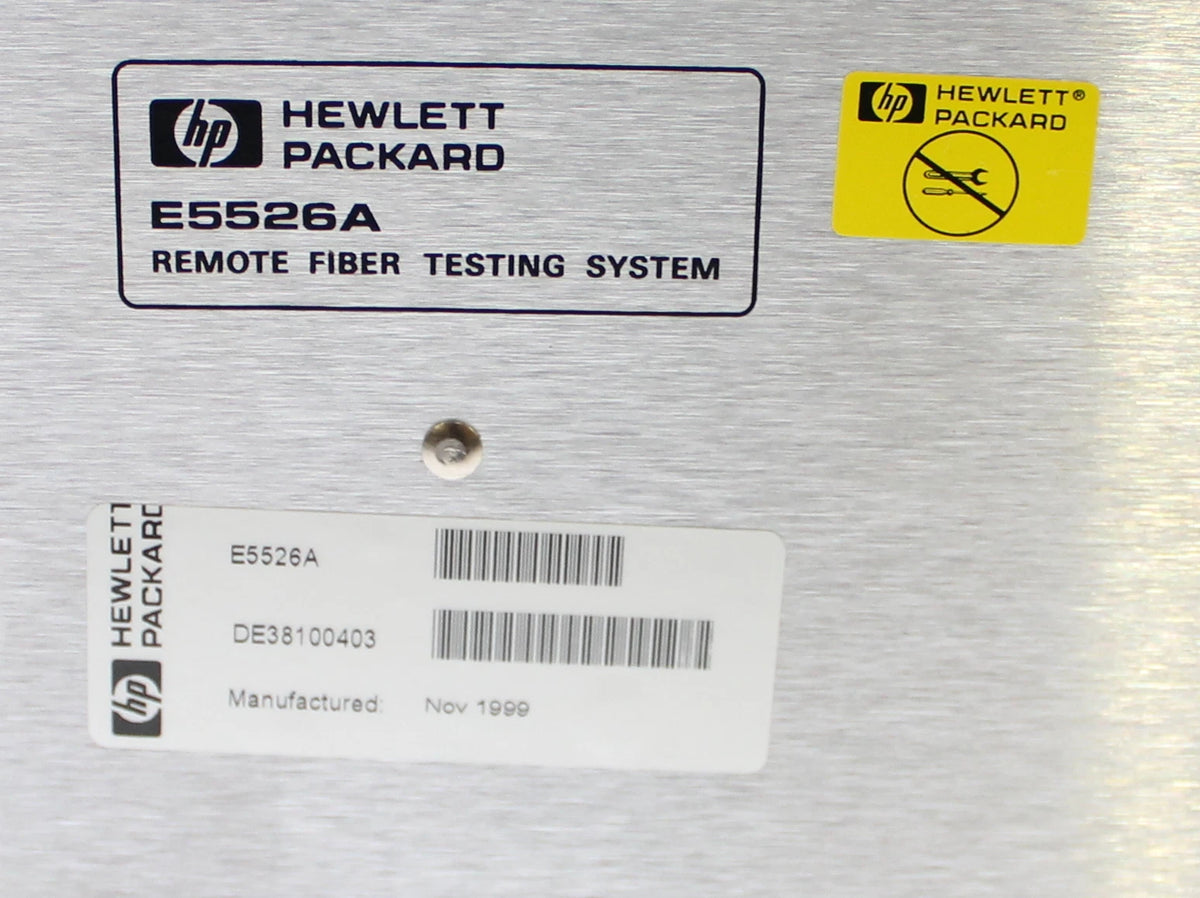 hp HEWLETT
PACKARD
E5526A
REMOTE FIBER TESTING SYSTEM
hp HEWLETT®
PACKARD
hp HEWLETT
PACKARD
E5526A
DE38100403
Manufactured: Nov 1999